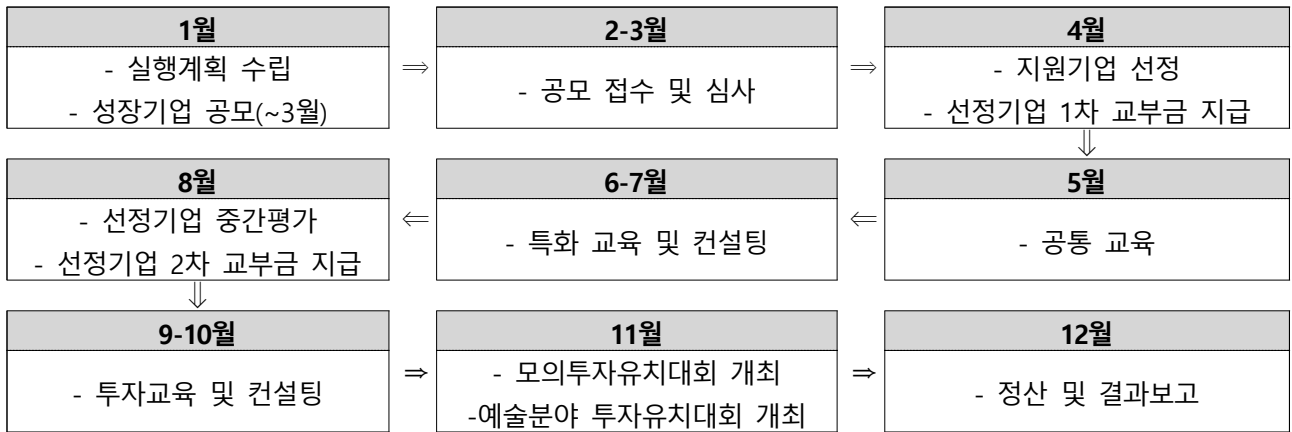 1월
- 실행계획 수립
- 성장기업 공모(~3월)
⇒
2-3월
- 공모 접수 및 심사
⇒
4월
- 지원기업 선정
- 선정기업 1차 교부금 지급
⇓
5월
- 공통 교육
⇐
6-7월
- 특화 교육 및 컨설팅
⇐
8월
- 선정기업 중간평가
- 선정기업 2차 교부금 지급
⇓
9-10월
- 투자교육 및 컨설팅
⇒
11월
- 모의투자유치대회 개최
-예술분야 투자유치대회 개최
⇒
12월
- 정산 및 결과보고